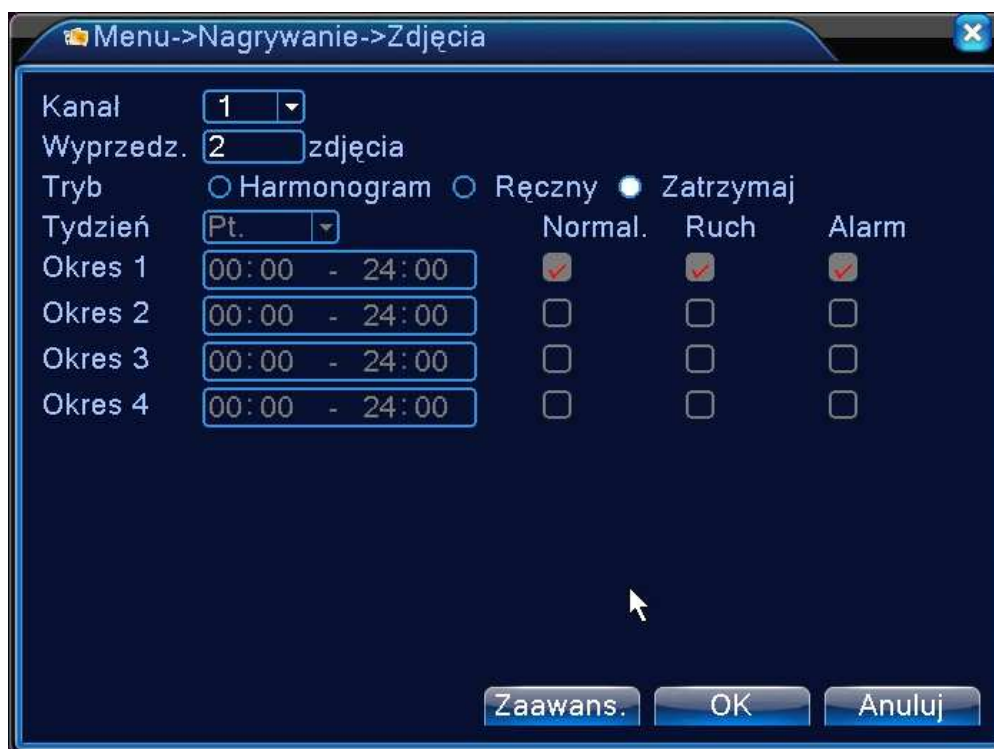 Menu->Nagrywanie->Zdjęcia
Kanał 1
Wyprzedz. 2 zdjęcia
Tryb Harmonogram Ręczny Zatrzymaj
Tydzień Pt. Normal. Ruch Alarm
Okres 1 00:00 - 24:00
Okres 2 00:00 - 24:00
Okres 3 00:00 - 24:00
Okres 4 00:00 - 24:00
Zaawans. OK Anuluj